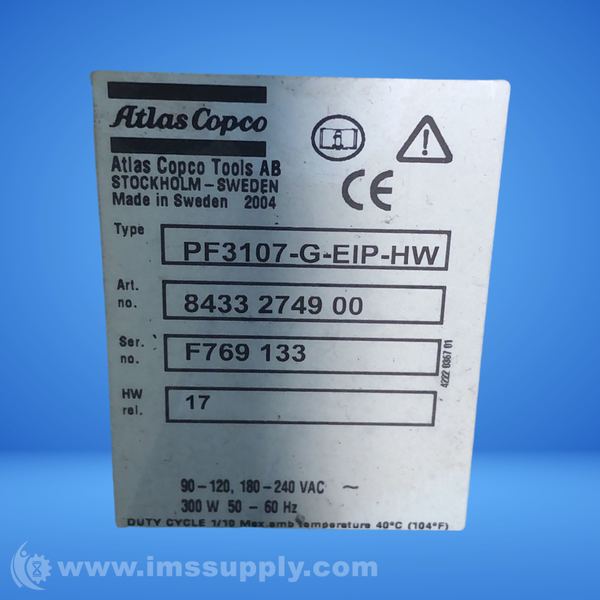 Atlas Copco
Atlas Copco Tools AB
STOCKHOLM-SWEDEN
Made in Sweden 2004
Type PF3107-G-EIP-HW
Art. no. 8433 2749 00
Ser. no. F769 133
HW rel. 17
4222 0367 01
90-120, 180-240 VAC ~
300 W 50-60 Hz
DUTY CYCLE 1/10 Max amb temperature 40°C (104°F)
www.imssupply.com